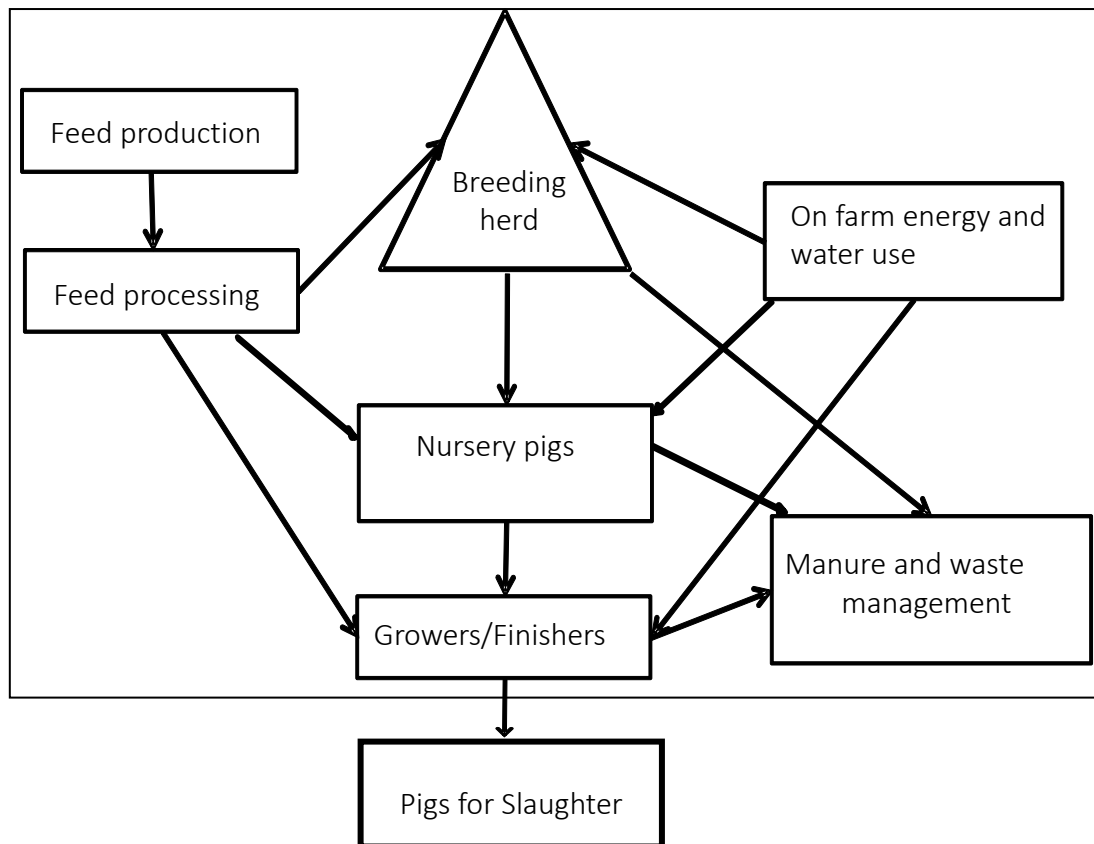 Feed production
Breeding
herd
On farm energy and
water use
Feed processing
Nursery pigs
Manure and waste
management
Growers/Finishers
Pigs for Slaughter